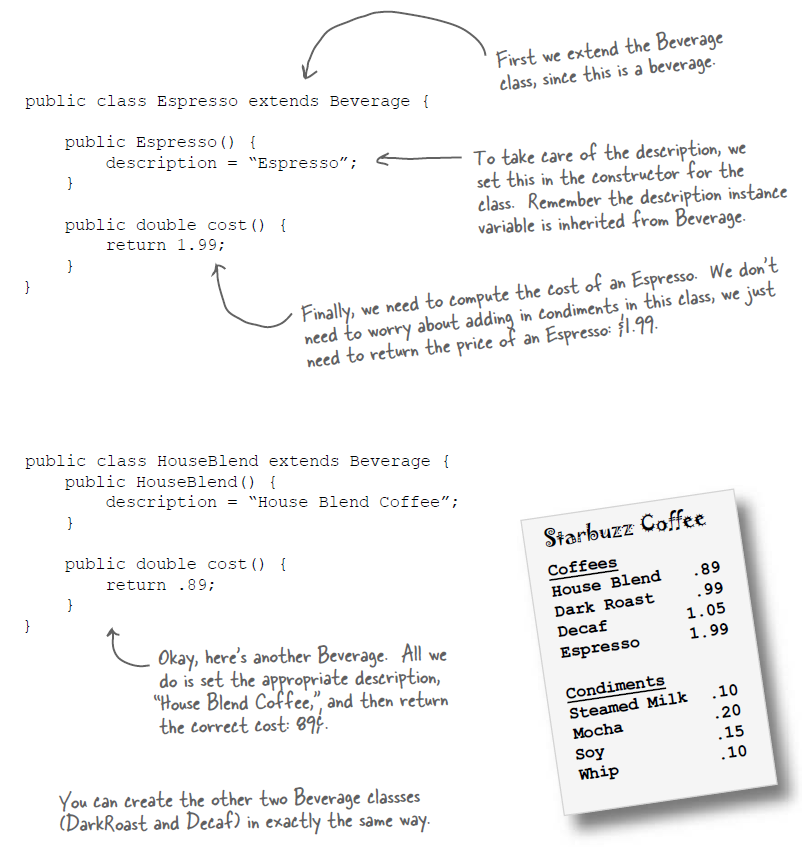 First we extend the Beverage
class, since this is a beverage.
public class Espresso extends Beverage {
public Espresso() {
description = “Espresso”;
}
To take care of the description, we
set this in the constructor for the
class. Remember the description instance
variable is inherited from Beverage.
public double cost() {
return 1.99;
}
}
Finally, we need to compute the cost of an Espresso. We don't
need to worry about adding in condiments in this class, we just
need to return the price of an Espresso: $1.99.
public class HouseBlend extends Beverage {
public HouseBlend() {
description = “House Blend Coffee”;
}
public double cost() {
return .89;
}
}
Okay, here's another Beverage. All we
do is set the appropriate description,
“House Blend Coffee,” and then return
the correct cost: 89¢.
You can create the other two Beverage classses
(DarkRoast and Decaf) in exactly the same way.
Starbuzz Coffee
Coffees
House Blend .89
Dark Roast .99
Decaf 1.05
Espresso 1.99
Condiments
Steamed Milk .10
Mocha .20
Soy .15
Whip .10